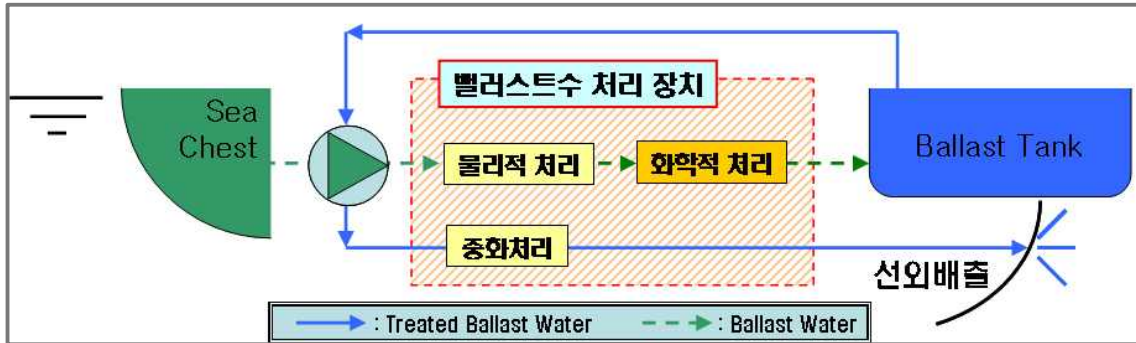 뺄러스트수 처리 장치
Sea
Chest
물리적 처리
화학적 처리
Ballast Tank
중화처리
선외배출
: Treated Ballast Water
: Ballast Water